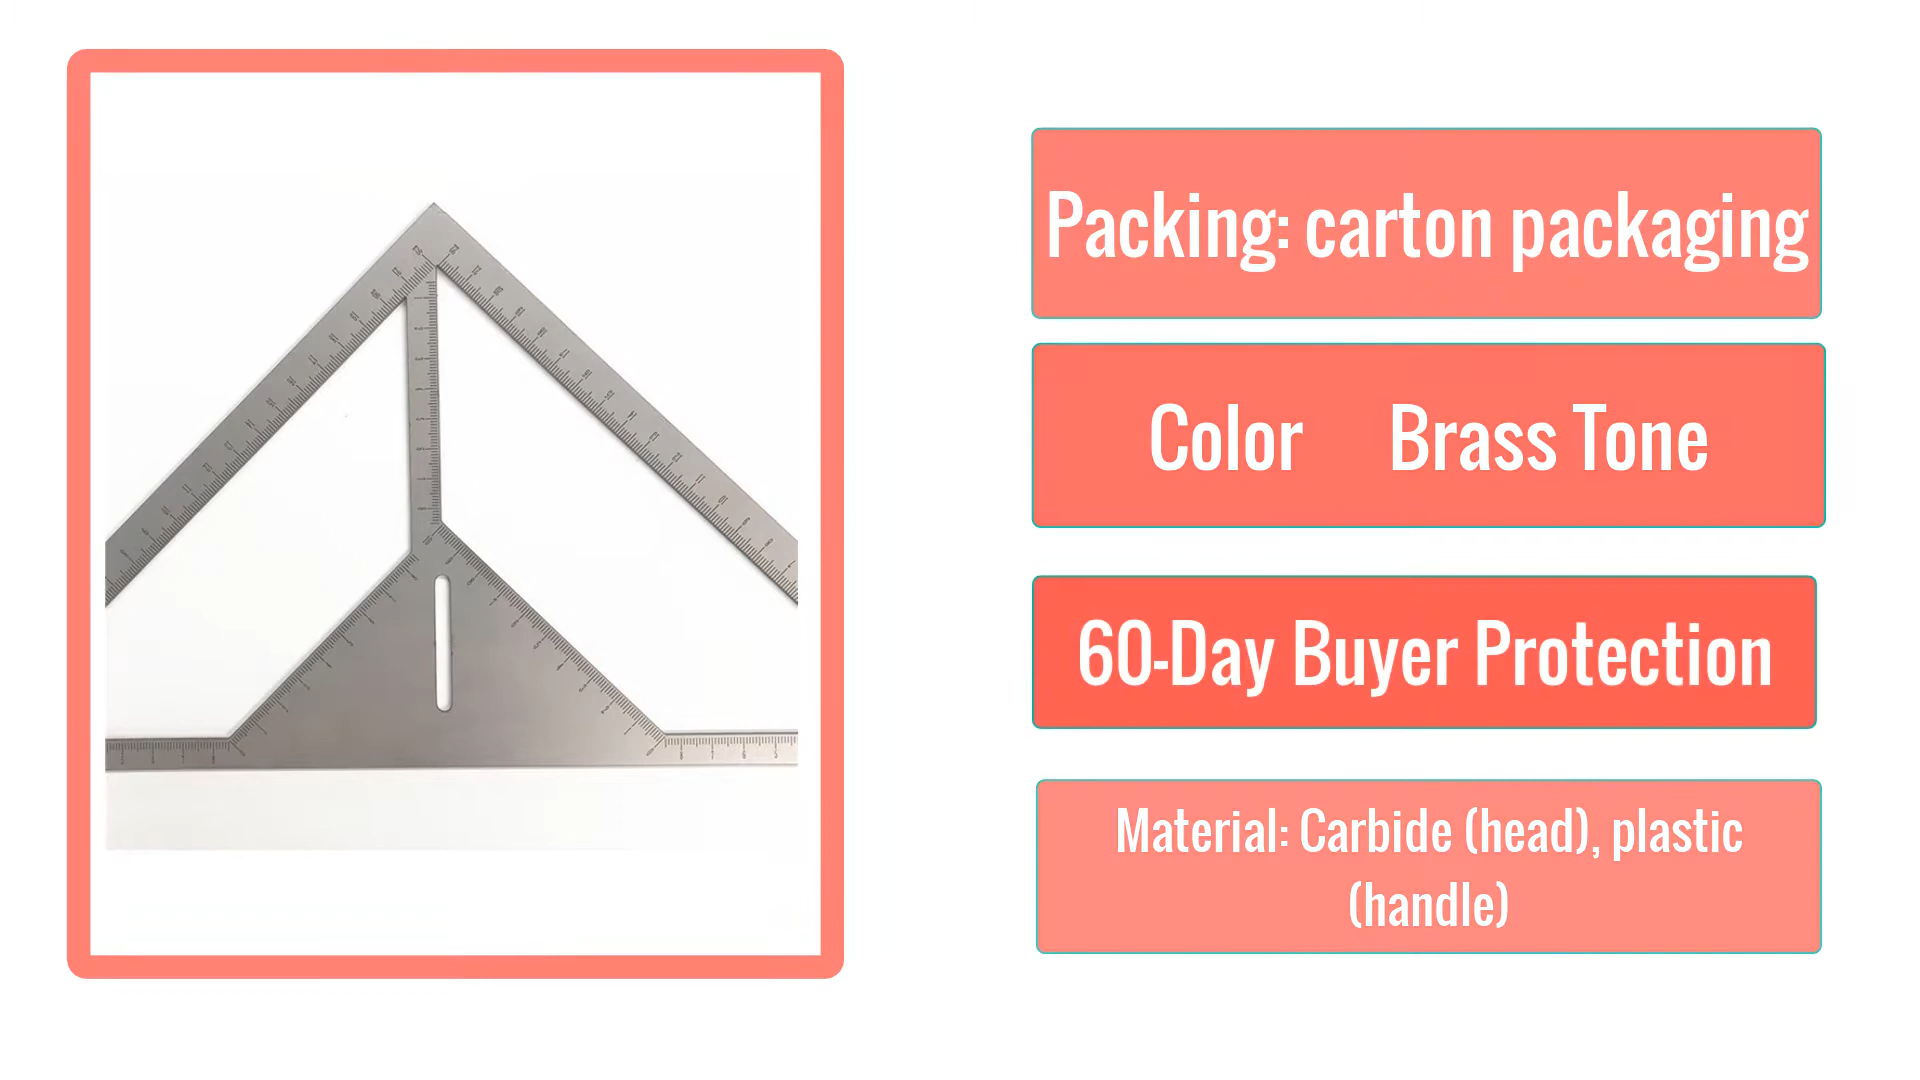 Packing: carton packaging
Color Brass Tone
60-Day Buyer Protection
Material: Carbide (head), plastic
(handle)